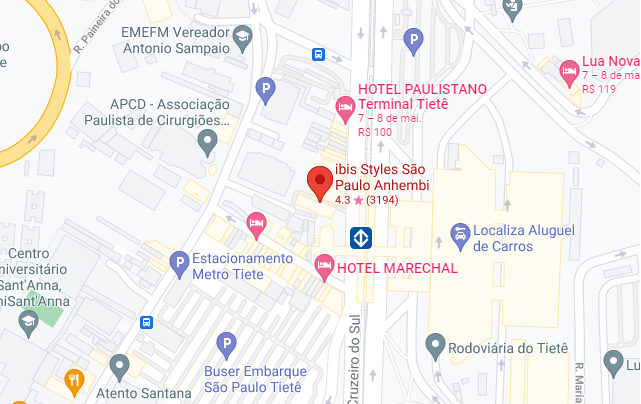 EMEFM Vereador
Antonio Sampaio
R. Paineira do
Lua Nova
7 – 8 de mai.
R$ 119
HOTEL PAULISTANO
Terminal Tietê
7 – 8 de mai.
R$ 100
APCD - Associação
Paulista de Cirurgiões...
ibis Styles São
Paulo Anhembi
4.3 ★ (3194)
Localiza Aluguel
de Carros
Centro
Universitário
Sant'Anna,
niSant'Anna
Estacionamento
Metro Tiete
HOTEL MARECHAL
Cruzeiro do Sul
Rodoviária do Tietê
Buser Embarque
São Paulo Tietê
Atento Santana
R. Maria